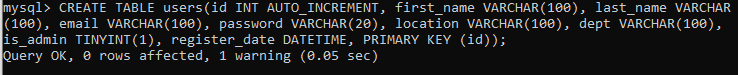 mysql> CREATE TABLE users(id INT AUTO_INCREMENT, first_name VARCHAR(100), last_name VARCHAR
(100), email VARCHAR(100), password VARCHAR(20), location VARCHAR(100), dept VARCHAR(100),
is_admin TINYINT(1), register_date DATETIME, PRIMARY KEY (id));
Query OK, 0 rows affected, 1 warning (0.05 sec)